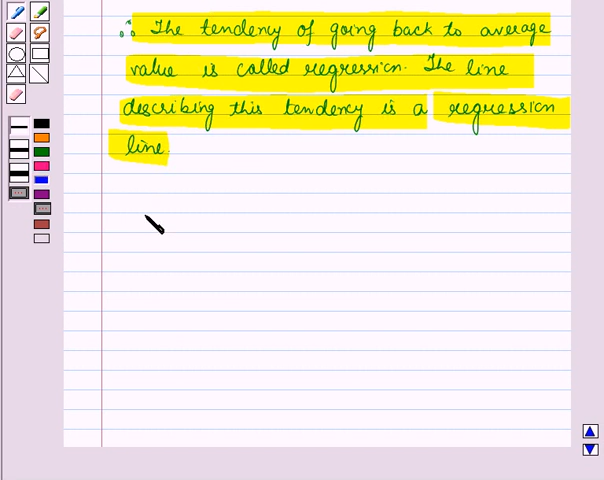 ∴ The tendency of going back to average
value is called regression. The line
describing this tendency is a regression
line.